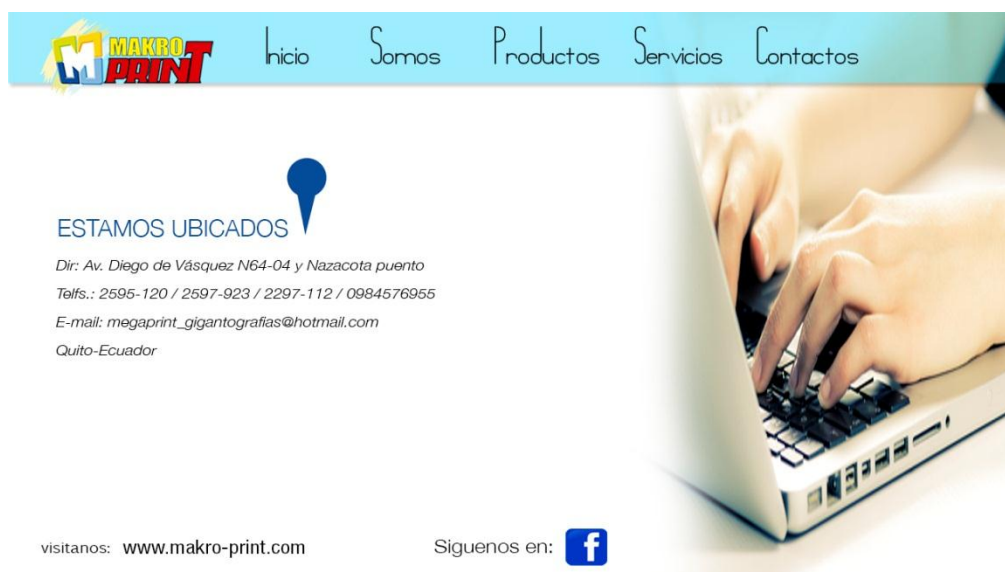 MAKRO
PRINT
Inicio Somos Productos Servicios Contactos
ESTAMOS UBICADOS
Dir: Av. Diego de Vásquez N64-04 y Nazacota puento
Telfs.: 2595-120 / 2597-923 / 2297-112 / 0984576955
E-mail: megaprint_gigantografias@hotmail.com
Quito-Ecuador
visitanos: www.makro-print.com Siguenos en: f